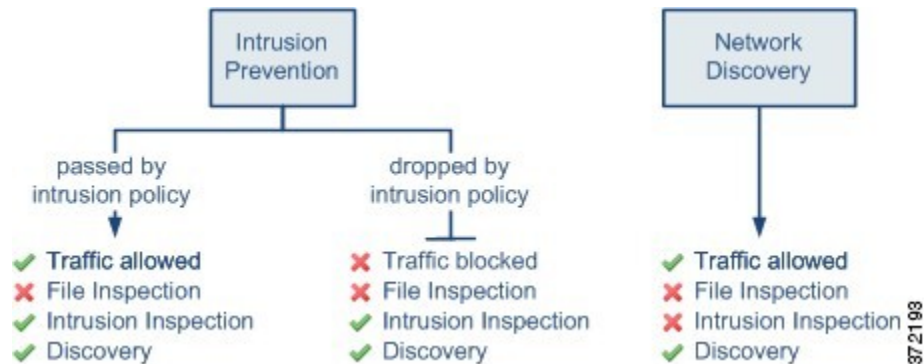 Intrusion
Prevention
passed by
intrusion policy
Traffic allowed
File Inspection
Intrusion Inspection
Discovery
dropped by
intrusion policy
Traffic blocked
File Inspection
Intrusion Inspection
Discovery
Network
Discovery
Traffic allowed
File Inspection
Intrusion Inspection
Discovery
372193